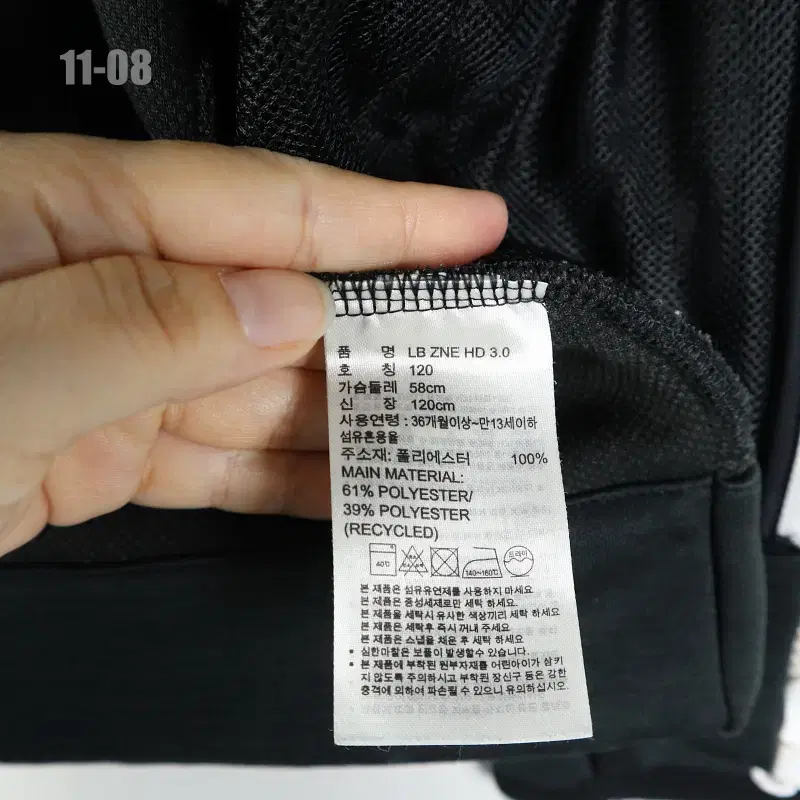 11-08
품 명 LB ZNE HD 3.0
호 칭 120
가슴둘레 58cm
신 장 120cm
사용연령 : 36개월이상~만13세이하
섬유혼용율
주소재: 폴리에스터 100%
MAIN MATERIAL:
61% POLYESTER/
39% POLYESTER
(RECYCLED)
40℃ 140~160℃ 드라이
본 제품은 섬유유연제를 사용하지 마세요
본 제품은 중성세제로만 세탁 하세요.
본 제품을 세탁시 유사한 색상끼리 세탁 하세요
본 제품은 세탁후 즉시 꺼내 주세요
본 제품은 스냅을 채운 후 세탁 하세요
• 심한마찰은 보풀이 발생할수 있습니다.
• 본 제품에 부착된 원부자재를 어린이가 삼키
지 않도록 주의하시고 부착된 장신구 등은 강한
충격에 의하여 파손될 수 있으니 유의하십시오.